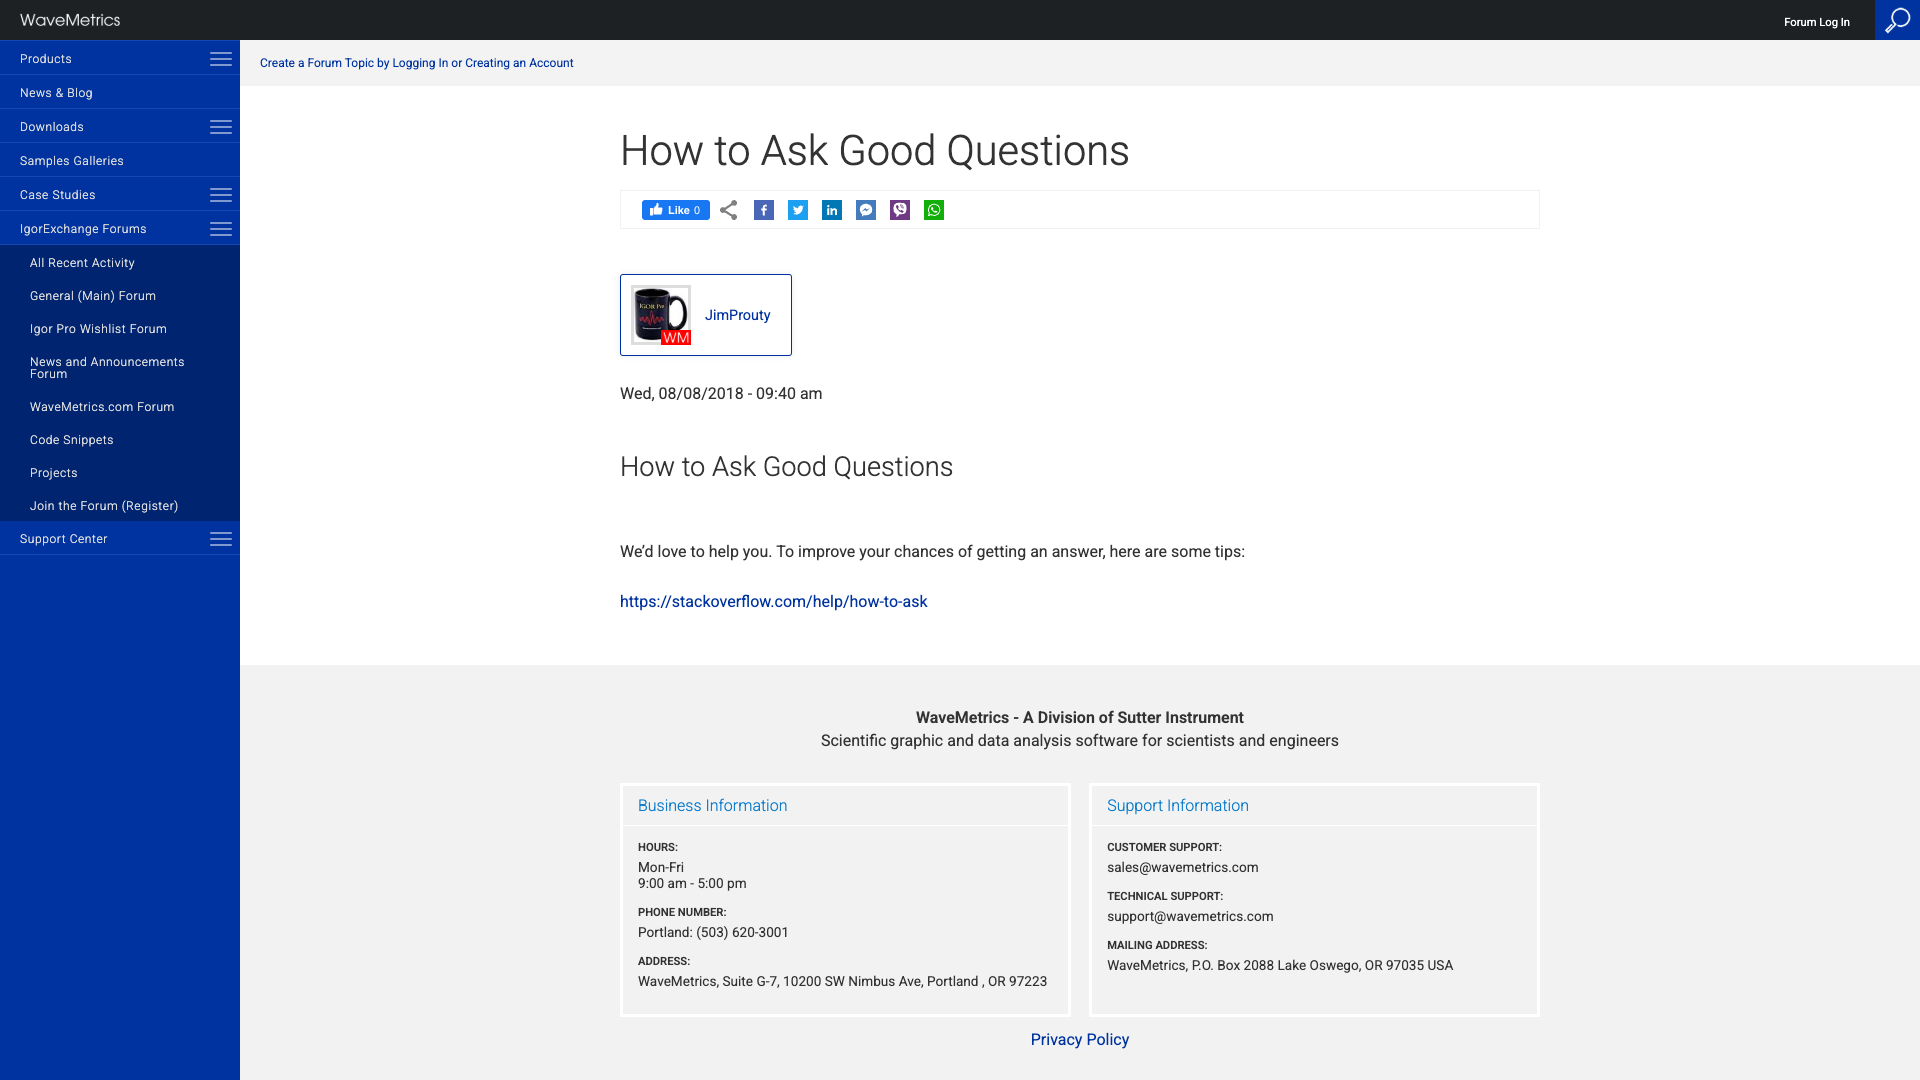 WaveMetrics
Forum Log In
Products
News & Blog
Downloads
Samples Galleries
Case Studies
IgorExchange Forums
All Recent Activity
General (Main) Forum
Igor Pro Wishlist Forum
News and Announcements
Forum
WaveMetrics.com Forum
Code Snippets
Projects
Join the Forum (Register)
Support Center
Create a Forum Topic by Logging In or Creating an Account
How to Ask Good Questions
Like 0
IGOR Pro
WM
JimProuty
Wed, 08/08/2018 - 09:40 am
How to Ask Good Questions
We’d love to help you. To improve your chances of getting an answer, here are some tips:
https://stackoverflow.com/help/how-to-ask
WaveMetrics - A Division of Sutter Instrument
Scientific graphic and data analysis software for scientists and engineers
Business Information
HOURS:
Mon-Fri
9:00 am - 5:00 pm
PHONE NUMBER:
Portland: (503) 620-3001
ADDRESS:
WaveMetrics, Suite G-7, 10200 SW Nimbus Ave, Portland , OR 97223
Support Information
CUSTOMER SUPPORT:
sales@wavemetrics.com
TECHNICAL SUPPORT:
support@wavemetrics.com
MAILING ADDRESS:
WaveMetrics, P.O. Box 2088 Lake Oswego, OR 97035 USA
Privacy Policy